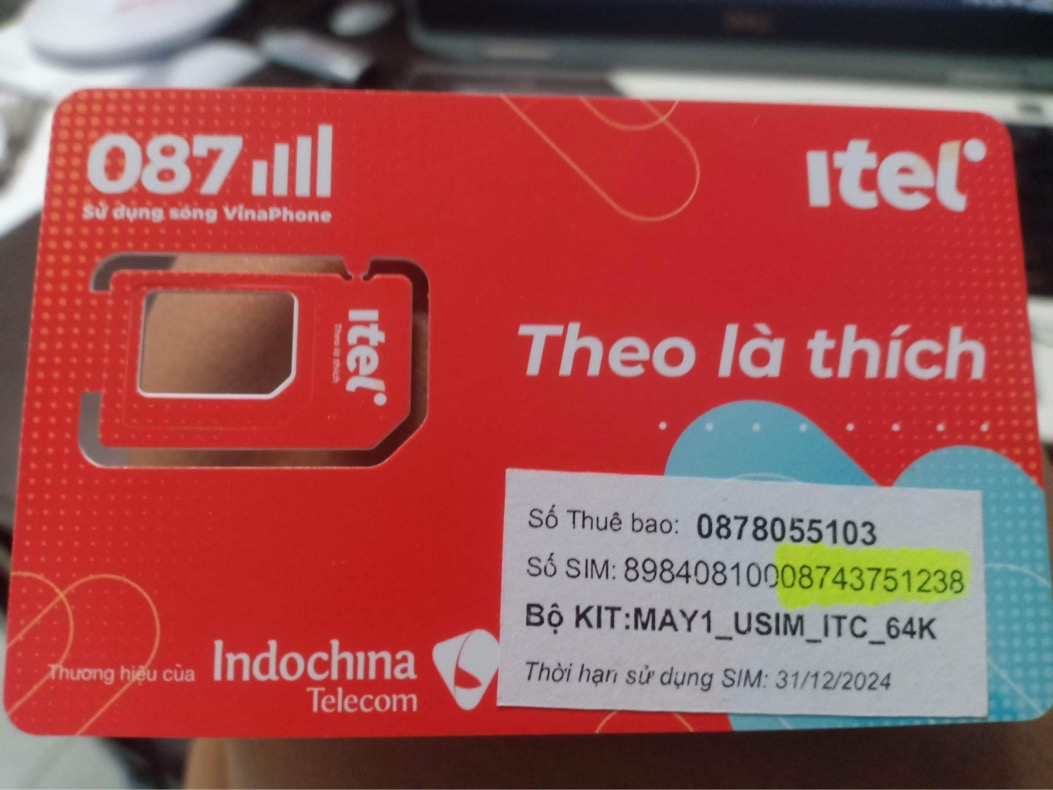 087
Sử dụng sóng VinaPhone
itel
itel
Theo là thích
Theo là thích
Số Thuê bao: 0878055103
Số SIM: 898408100008743751238
Bộ KIT:MAY1_USIM_ITC_64K
Thời hạn sử dụng SIM: 31/12/2024
Thương hiệu của Indochina
Telecom